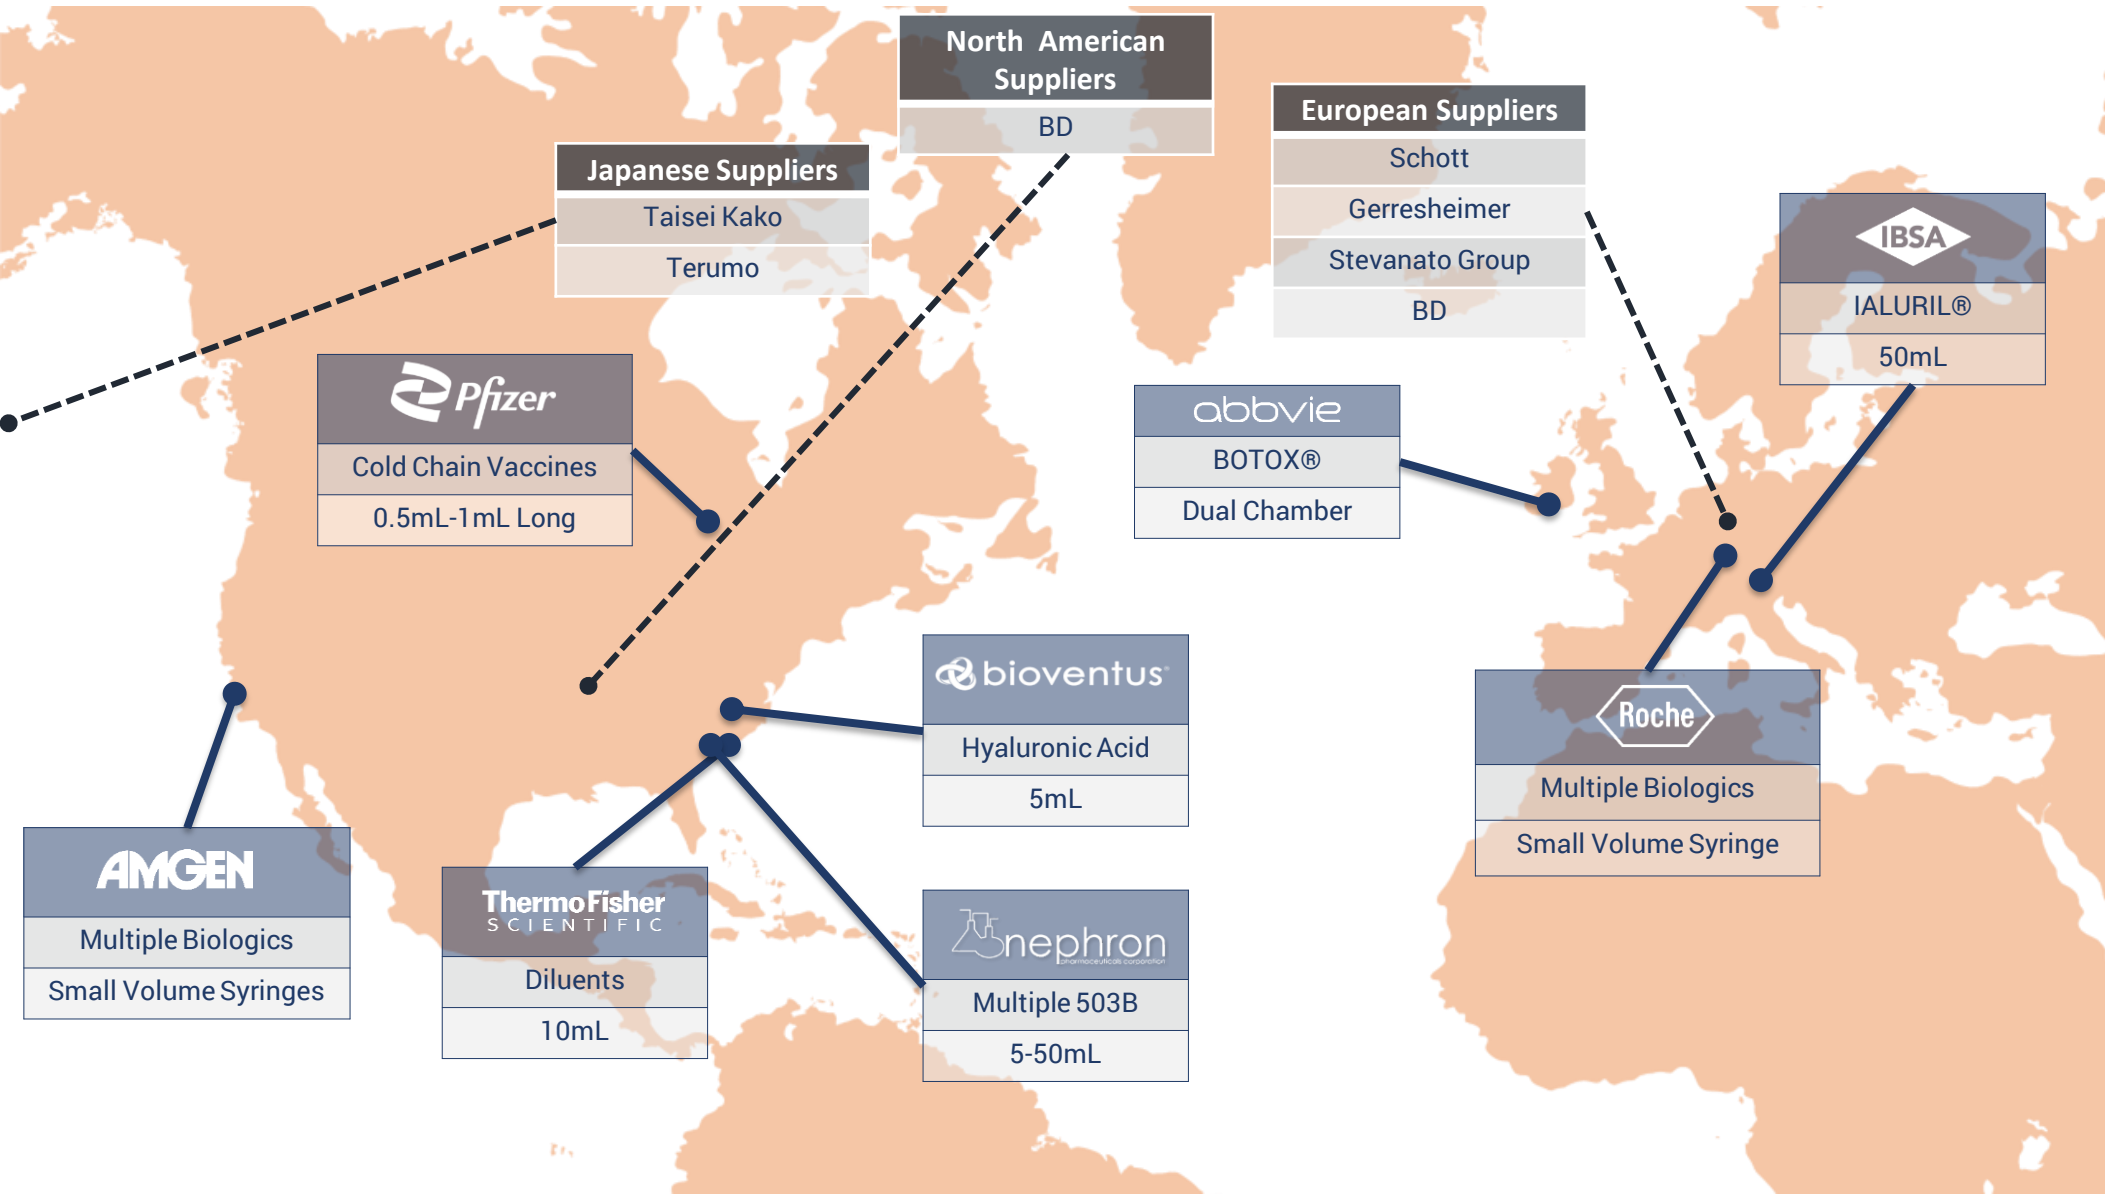 North American
Suppliers
BD
Japanese Suppliers
Taisei Kako
Terumo
European Suppliers
Schott
Gerresheimer
Stevanato Group
BD
IBSA
IALURIL®
50mL
Pfizer
Cold Chain Vaccines
0.5mL-1mL Long
abbvie
BOTOX®
Dual Chamber
bioventus
Hyaluronic Acid
5mL
Roche
Multiple Biologics
Small Volume Syringe
AMGEN
Multiple Biologics
Small Volume Syringes
ThermoFisher
SCIENTIFIC
Diluents
10mL
nephron
pharmaceuticals corporation
Multiple 503B
5-50mL